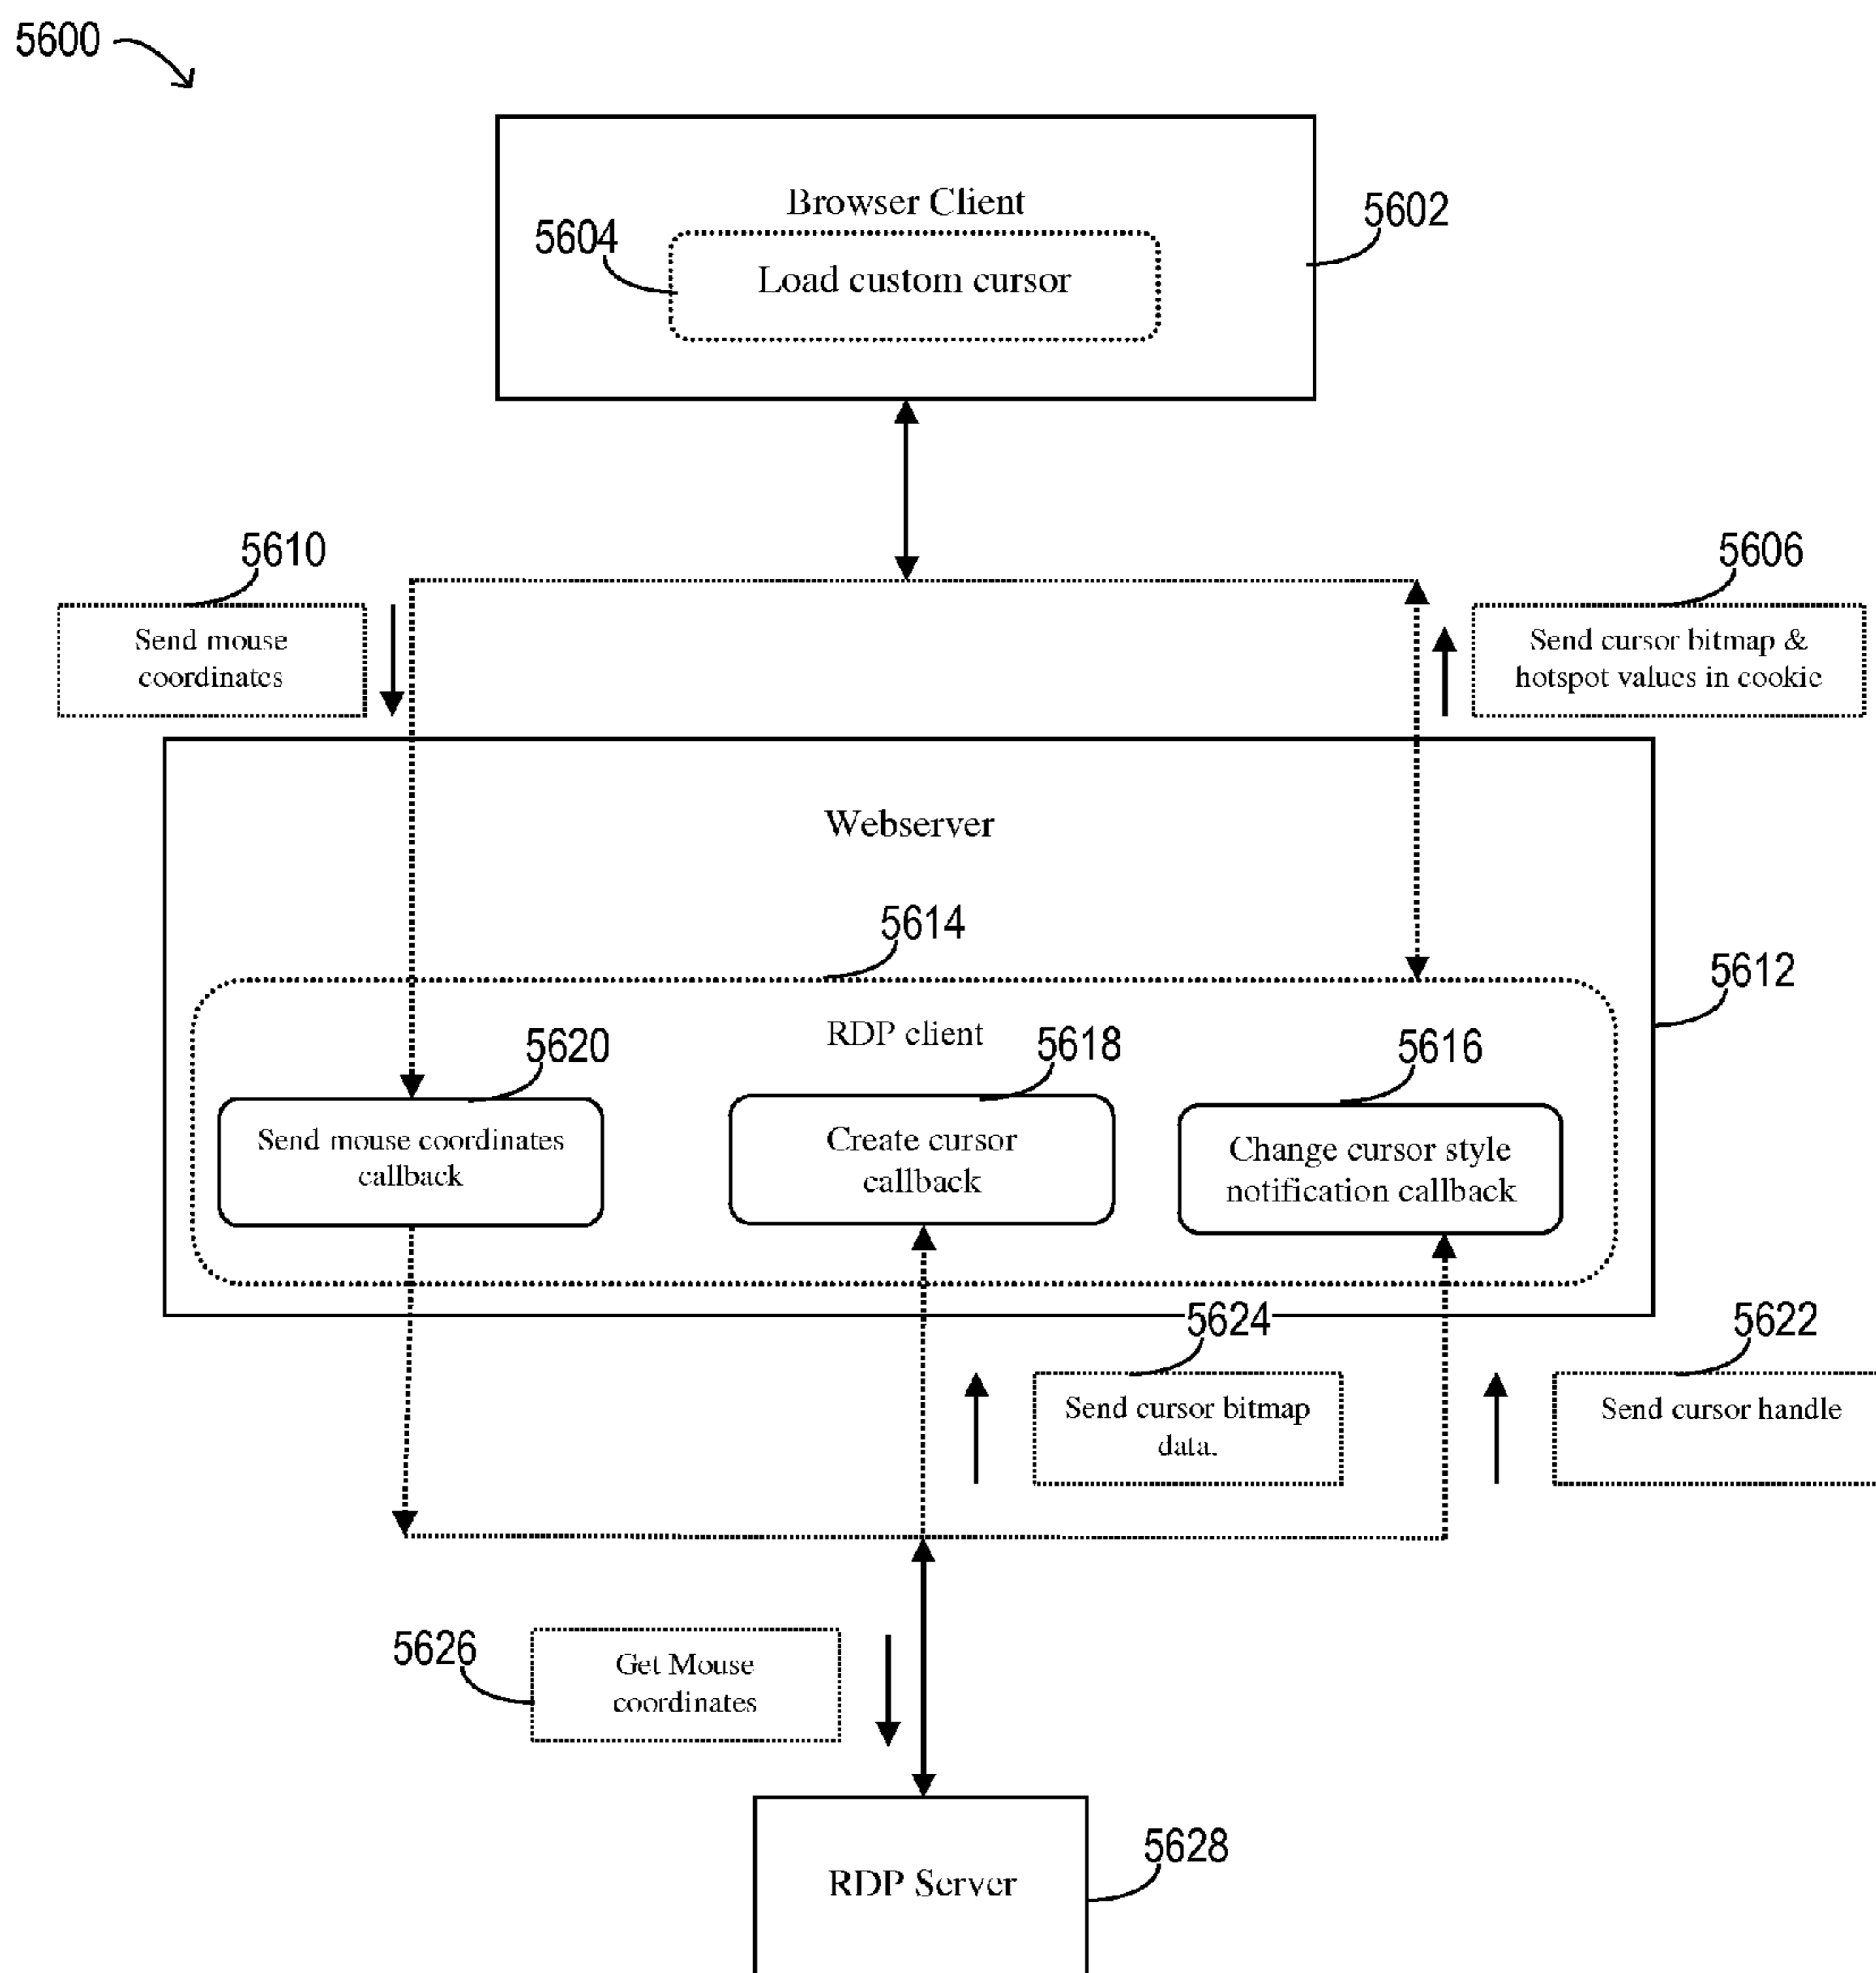 5600
Browser Client
5602
5604
Load custom cursor
5610
5606
Send mouse
coordinates
Send cursor bitmap &
hotspot values in cookie
Webserver
5614
5612
RDP client
5620
5618
5616
Send mouse coordinates
callback
Create cursor
callback
Change cursor style
notification callback
5624
5622
Send cursor bitmap
data.
Send cursor handle
5626
Get Mouse
coordinates
RDP Server
5628